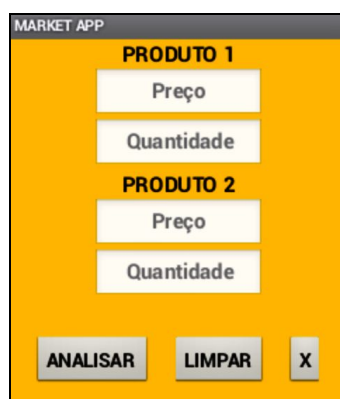 MARKET APP
PRODUTO 1
Preço
Quantidade
PRODUTO 2
Preço
Quantidade
ANALISAR LIMPAR X